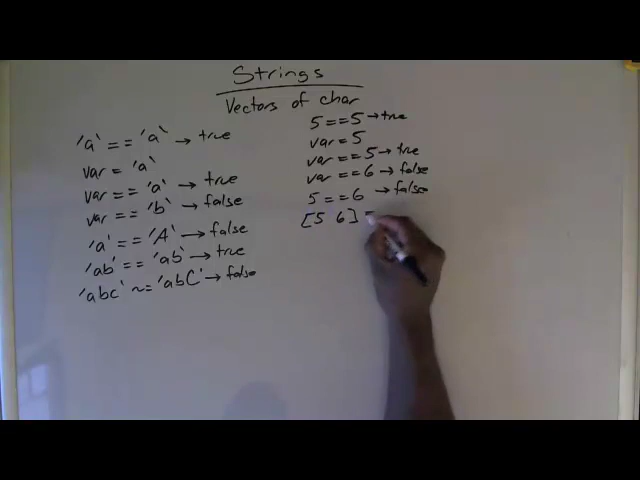 Strings
Vectors of char
'a' == 'a' → true
var = 'a'
var == 'a' → true
var == 'b' → false
'a' == 'A' → false
'ab' == 'ab' → true
'abc' ~= 'abC' → false
5 == 5 → true
var = 5
var == 5 → true
var == 6 → false
5 == 6 → false
[5 6] =